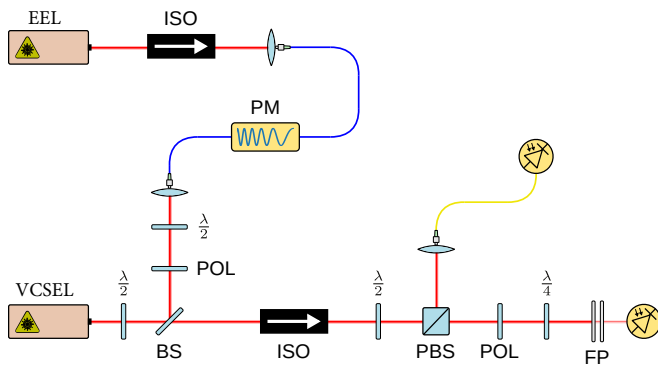 EEL
ISO
PM
λ/2
POL
VCSEL
λ/2
BS
ISO
λ/2
PBS
POL
λ/4
FP